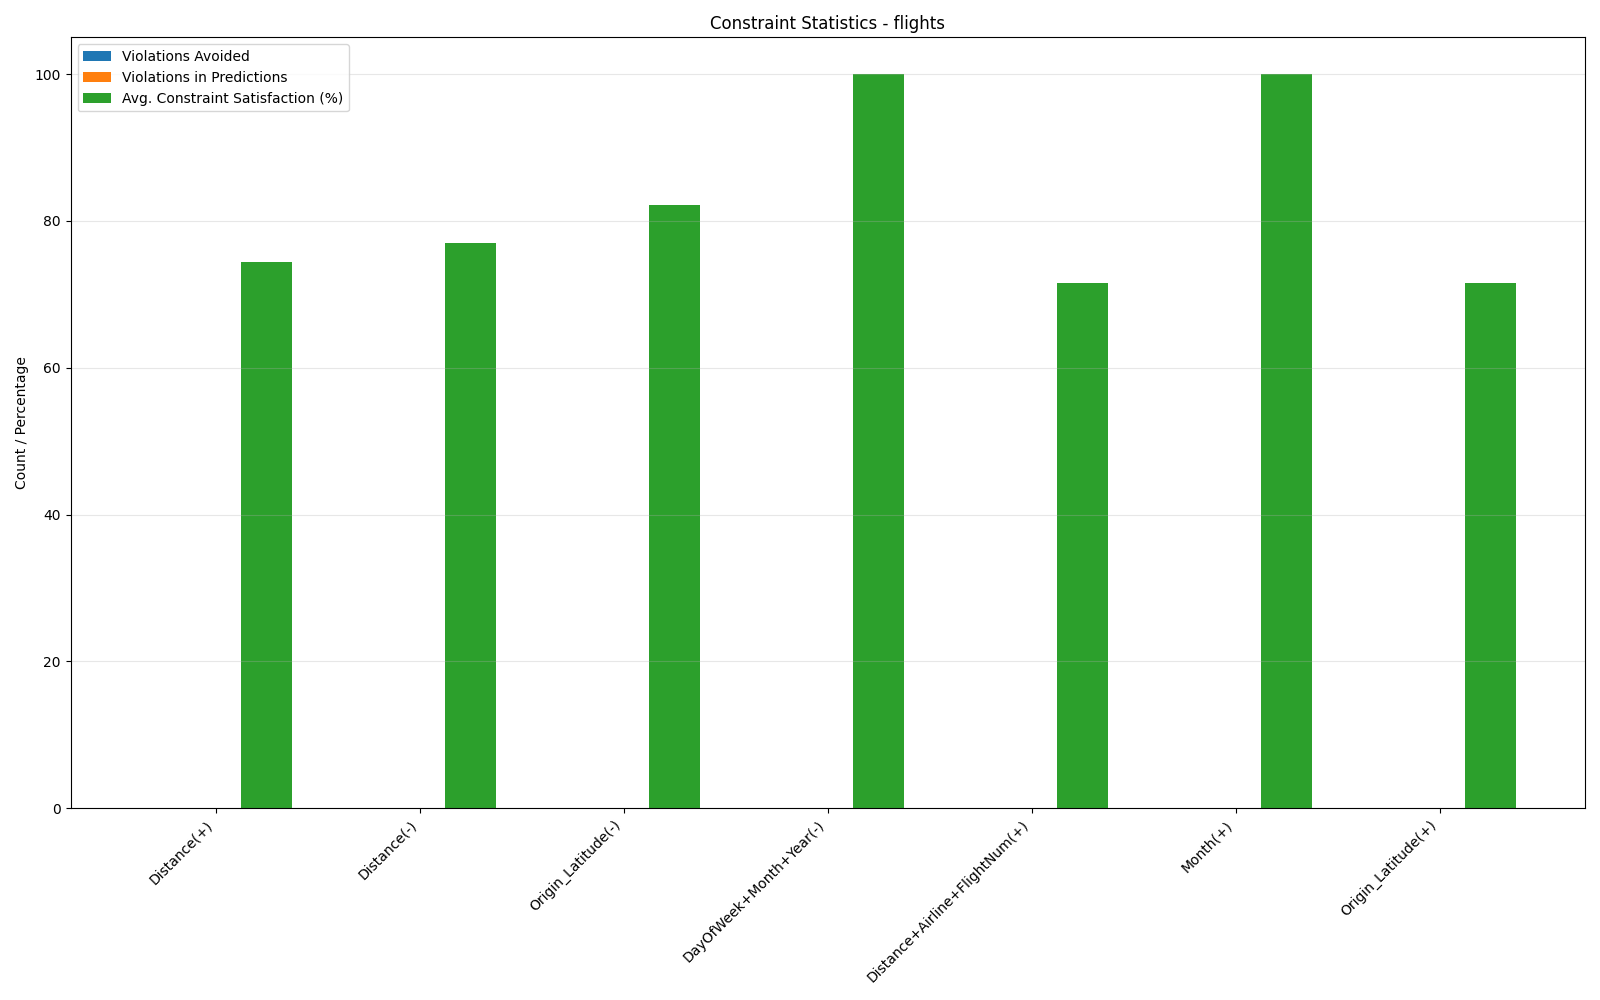 Constraint Statistics - flights
Violations Avoided
Violations in Predictions
Avg. Constraint Satisfaction (%)
Count / Percentage
100
80
60
40
20
0
Distance(+)
Distance(-)
Origin_Latitude(-)
DayOfWeek+Month+Year(-)
Distance+Airline+FlightNum(+)
Month(+)
Origin_Latitude(+)